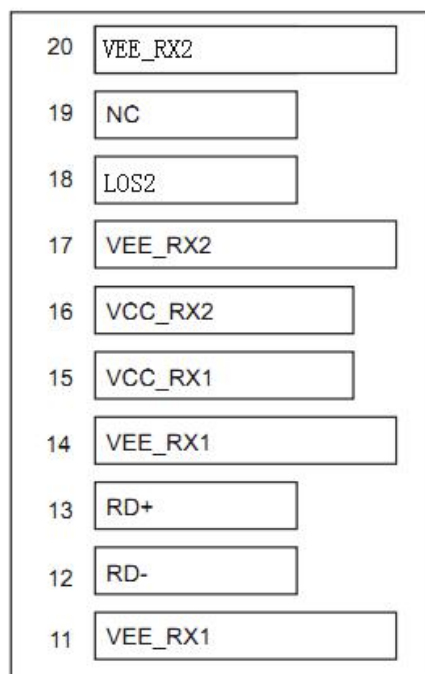 20 VEE_RX2
19 NC
18 LOS2
17 VEE_RX2
16 VCC_RX2
15 VCC_RX1
14 VEE_RX1
13 RD+
12 RD-
11 VEE_RX1